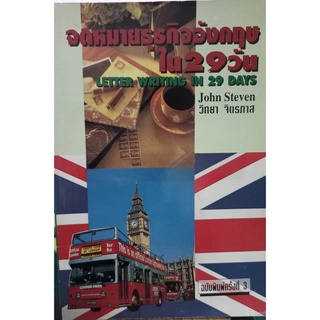 จดหมายธุรกิจอังกฤษ
ใน 29 วัน
LETTER WRITING IN 29 DAYS
John Steven
วิทยา จิตรภาส
ฉบับพิมพ์ครั้งที่ 3